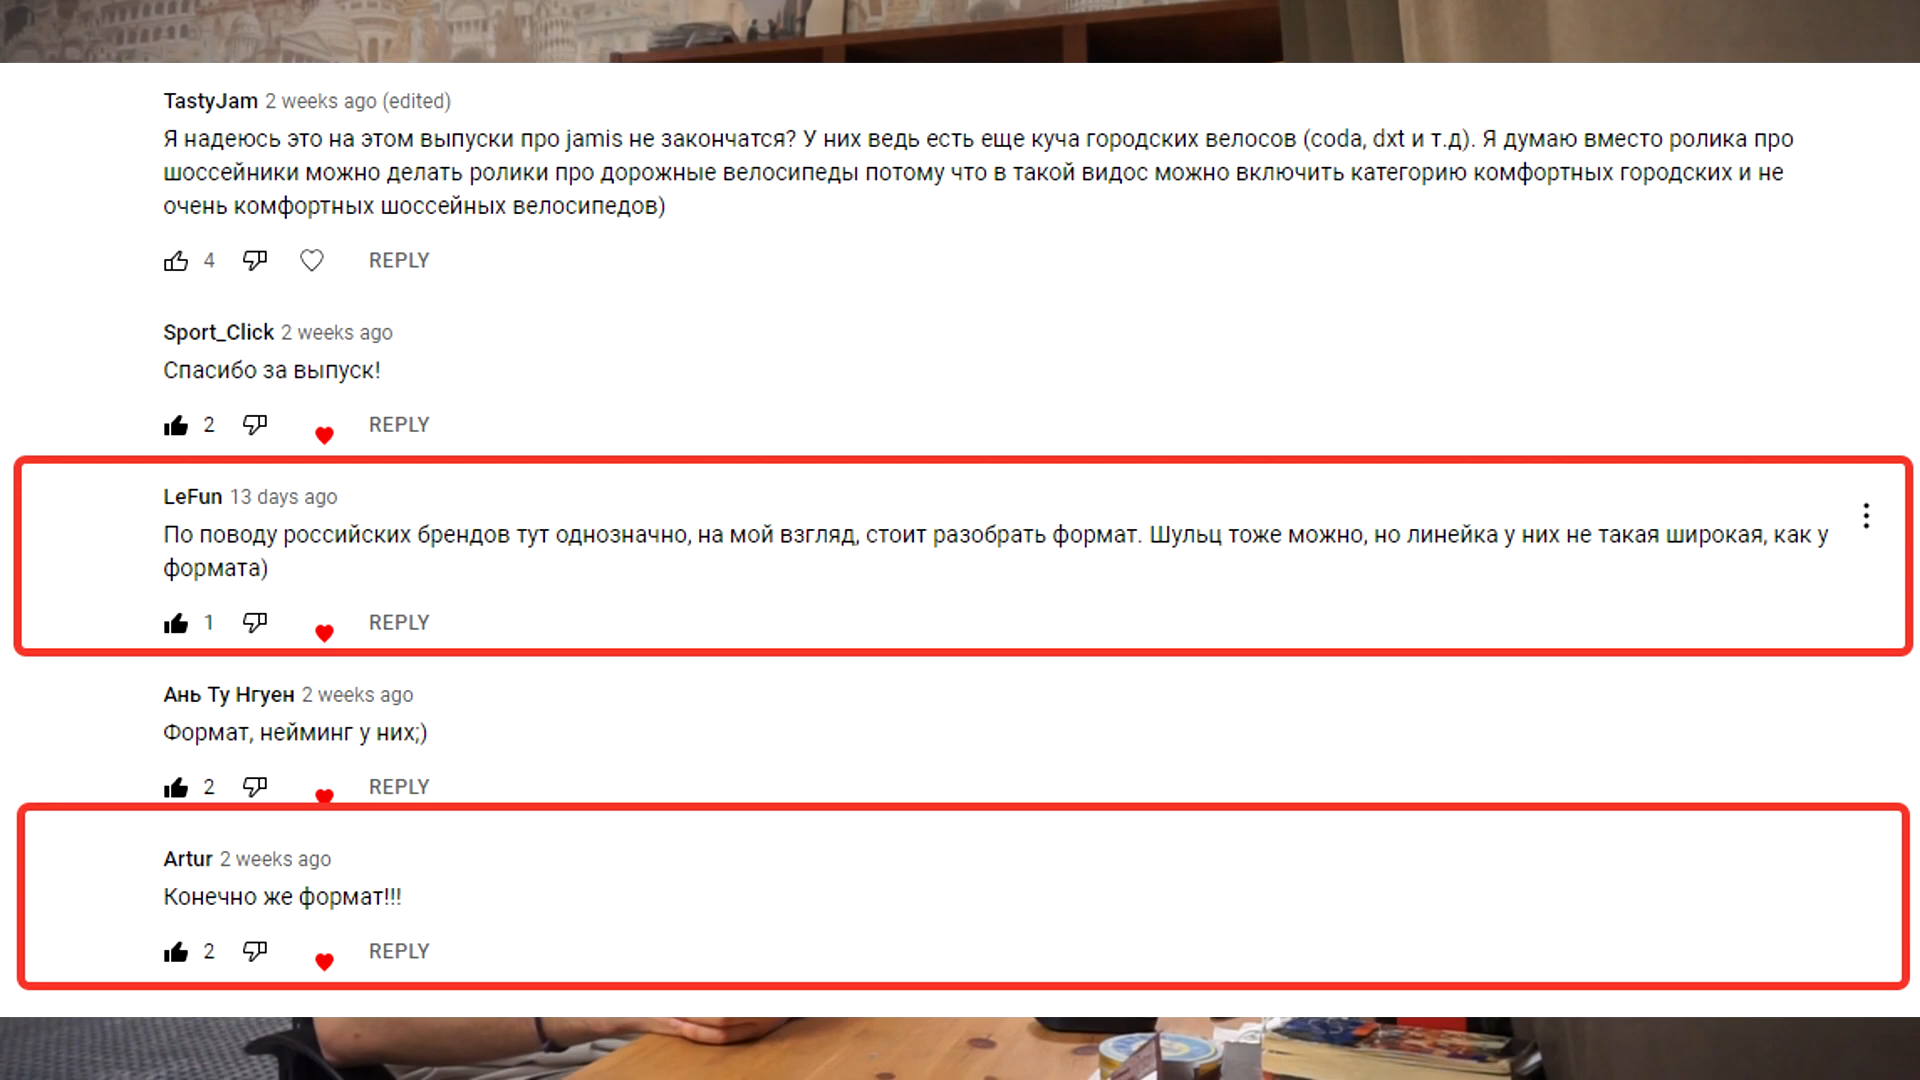 TastyJam 2 weeks ago (edited)
Я надеюсь это на этом выпуски про jamis не закончатся? У них ведь есть еще куча городских велосов (coda, dxt и т.д). Я думаю вместо ролика про
шоссейники можно делать ролики про дорожные велосипеды потому что в такой видос можно включить категорию комфортных городских и не
очень комфортных шоссейных велосипедов)
4 REPLY
Sport_Click 2 weeks ago
Спасибо за выпуск!
2 REPLY
LeFun 13 days ago
По поводу российских брендов тут однозначно, на мой взгляд, стоит разобрать формат. Шульц тоже можно, но линейка у них не такая широкая, как у
формата)
1 REPLY
Ань Ту Нгуен 2 weeks ago
Формат, нейминг у них;)
2 REPLY
Artur 2 weeks ago
Конечно же формат!!!
2 REPLY